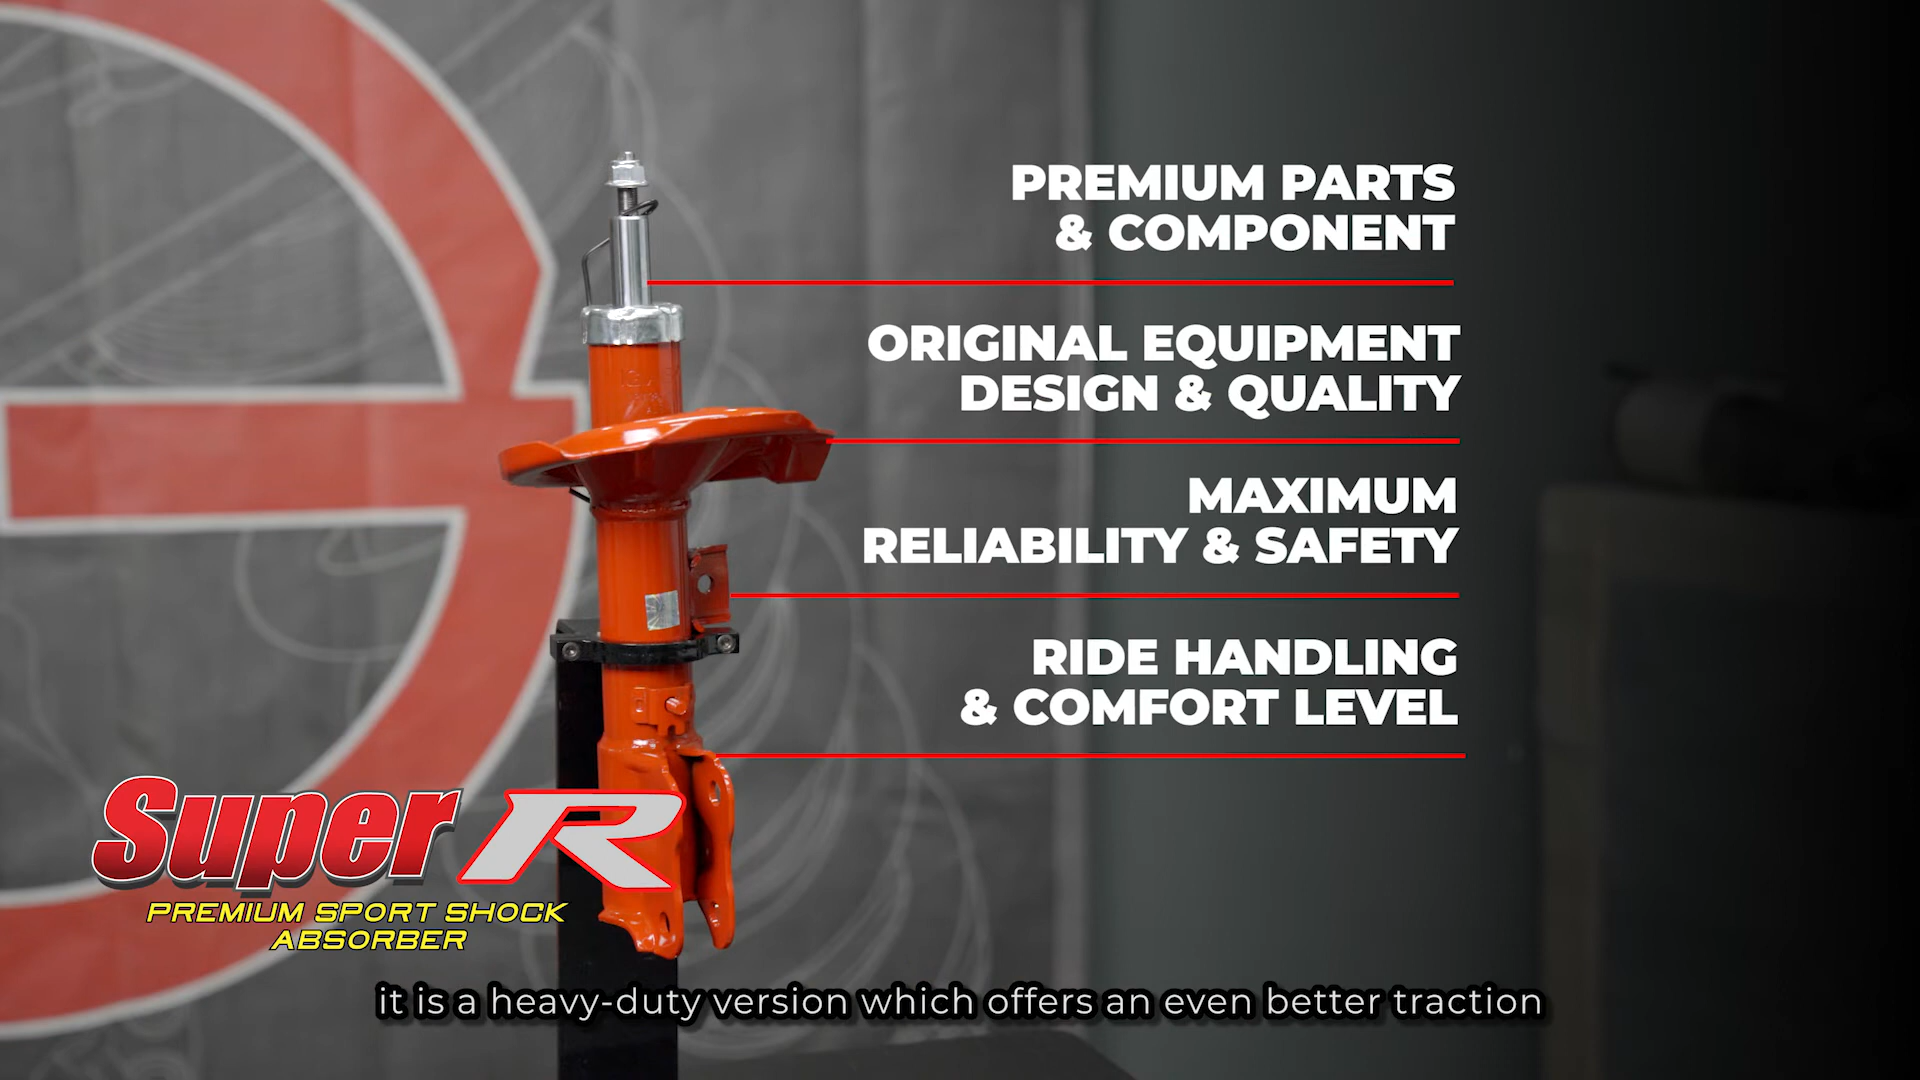 PREMIUM PARTS
& COMPONENT
ORIGINAL EQUIPMENT
DESIGN & QUALITY
MAXIMUM
RELIABILITY & SAFETY
RIDE HANDLING
& COMFORT LEVEL
Super R
PREMIUM SPORT SHOCK
ABSORBER
it is a heavy-duty version which offers an even better traction